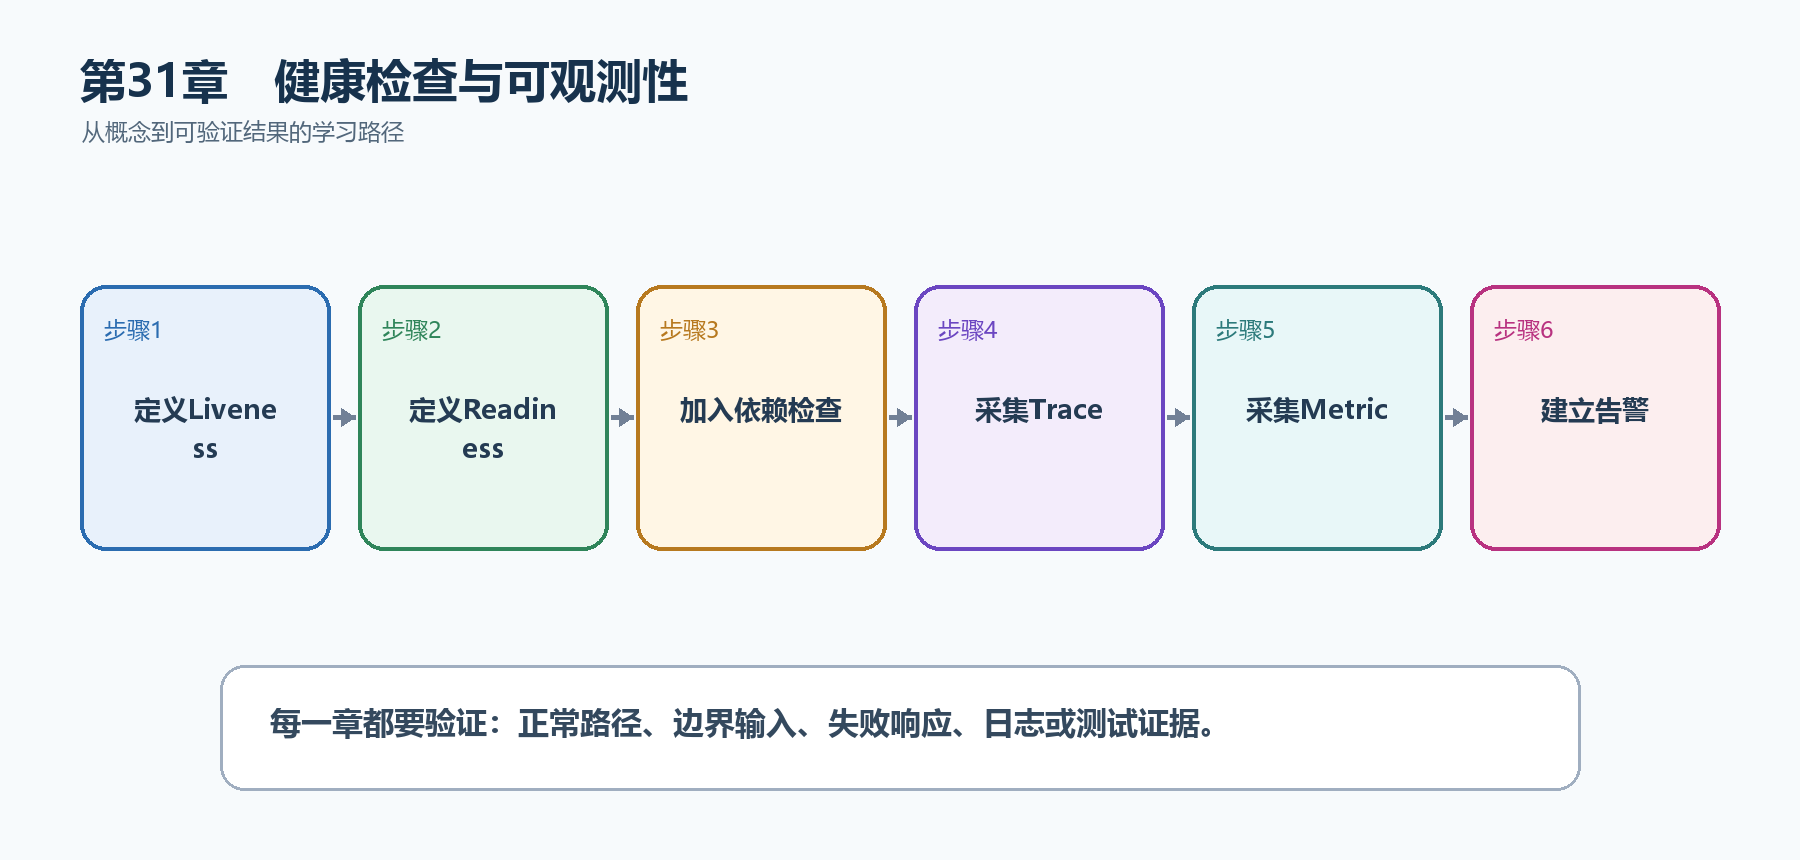 第31章　健康检查与可观测性
从概念到可验证结果的学习路径
步骤1
定义Livene
ss
步骤2
定义Readin
ess
步骤3
加入依赖检查
步骤4
采集Trace
步骤5
采集Metric
步骤6
建立告警
每一章都要验证：正常路径、边界输入、失败响应、日志或测试证据。